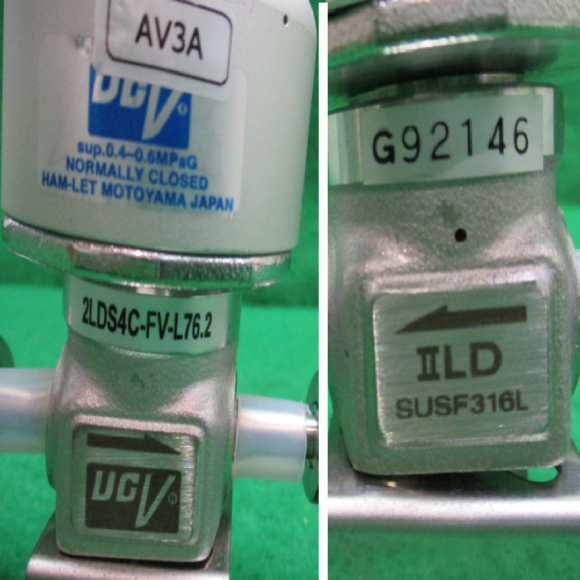 AV3A
UCV®
sup.0.4~0.6MPaG
NORMALLY CLOSED
HAM-LET MOTOYAMA JAPAN
2LDS4C-FV-L76.2
UCV®
G92146
IILD
SUSF316L